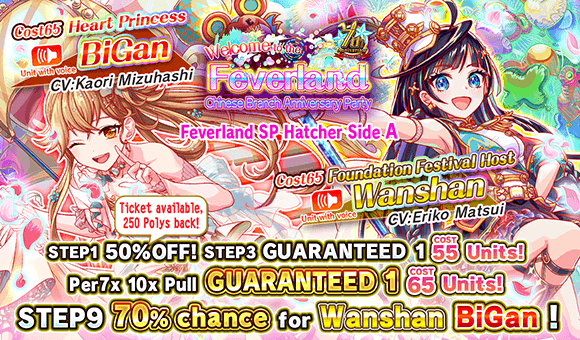 Cost65 Heart Princess
BiGan
Unit with voice
CV:Kaori Mizuhashi
Welcome to the
7th
Feverland
Chinese Branch Anniversary Party
Feverland SP Hatcher Side A
Cost65 Foundation Festival Host
Wanshan
Unit with voice
CV:Eriko Matsui
Ticket available,
250 Polys back!
STEP1 50%OFF! STEP3 GUARANTEED 1 COST 55 Units!
Per7x 10x Pull GUARANTEED 1 COST 65 Units!
STEP9 70% chance for Wanshan BiGan !